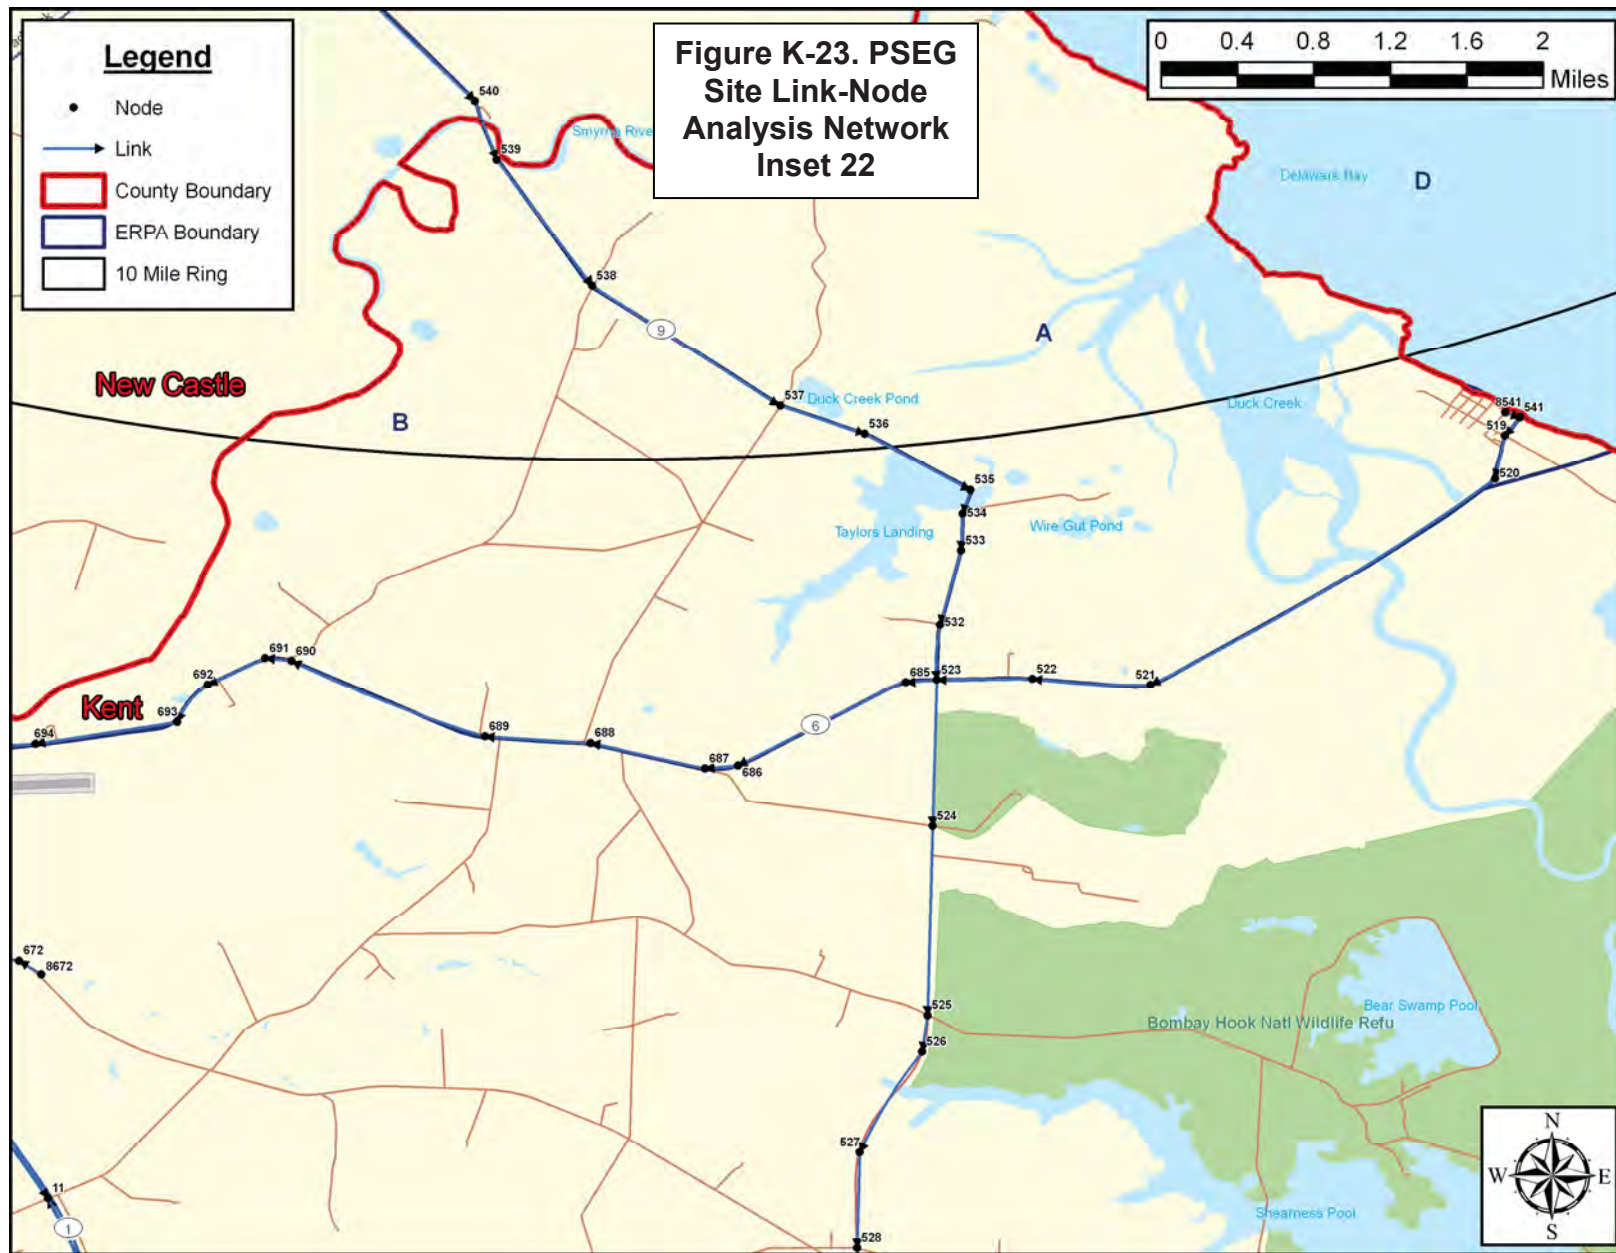 Legend
Node
Link
County Boundary
ERPA Boundary
10 Mile Ring
Figure K-23. PSEG
Site Link-Node
Analysis Network
Inset 22
0 0.4 0.8 1.2 1.6 2
Miles
540
Smyrna Rive
539
Delaware Bay
D
538
9
A
New Castle
B
537
Duck Creek Pond
Duck Creek
8541
541
536
519
520
535
534
Taylors Landing
Wire Gut Pond
533
532
691
690
692
685
523
522
521
Kent
693
694
689
688
6
687
686
524
672
8672
525
Bear Swamp Pool
Bombay Hook Natl Wildlife Refu
526
527
11
1
528
Shearness Pool
N
W E
S